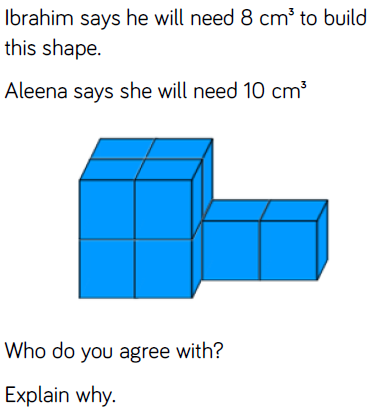 Ibrahim says he will need 8 cm³ to build
this shape.
Aleena says she will need 10 cm³
Who do you agree with?
Explain why.